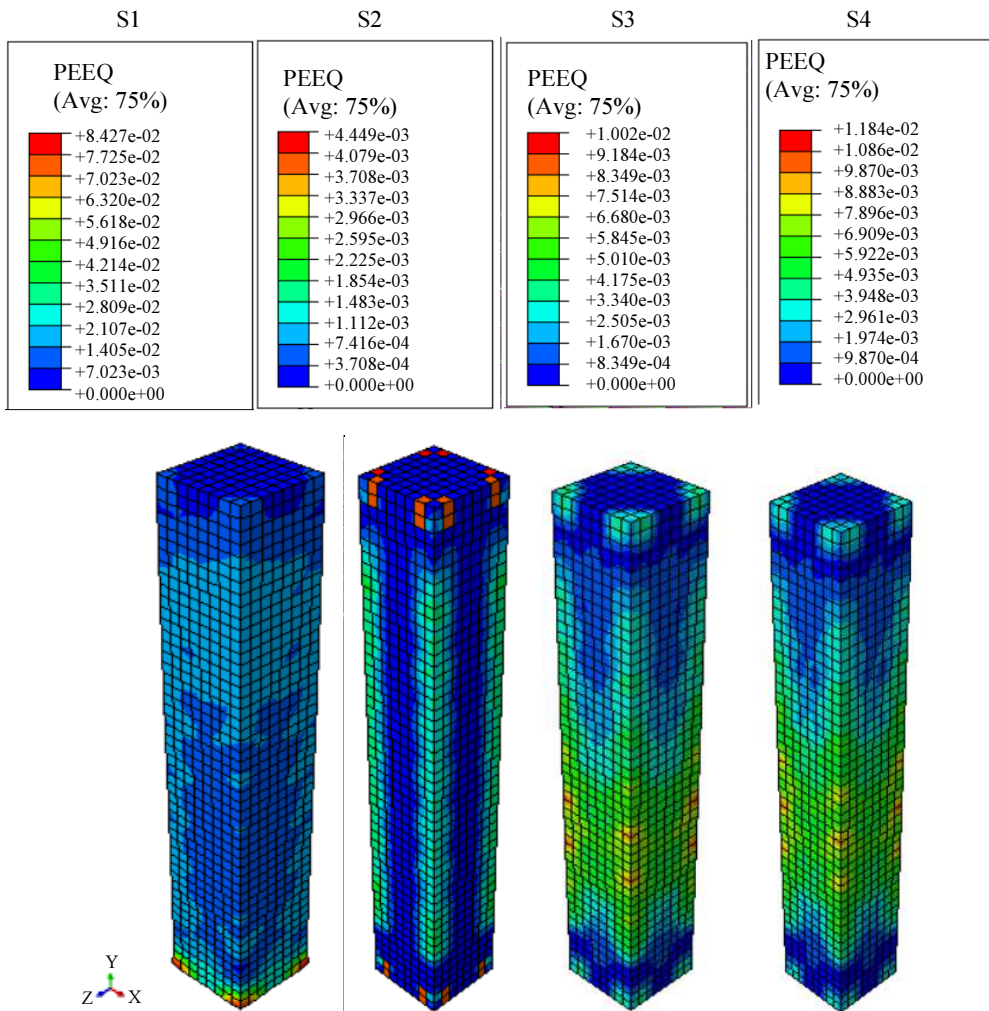 S1
S2
S3
S4
PEEQ
(Avg: 75%)
+8.427e-02
+7.725e-02
+7.023e-02
+6.320e-02
+5.618e-02
+4.916e-02
+4.214e-02
+3.511e-02
+2.809e-02
+2.107e-02
+1.405e-02
+7.023e-03
+0.000e+00
PEEQ
(Avg: 75%)
+4.449e-03
+4.079e-03
+3.708e-03
+3.337e-03
+2.966e-03
+2.595e-03
+2.225e-03
+1.854e-03
+1.483e-03
+1.112e-03
+7.416e-04
+3.708e-04
+0.000e+00
PEEQ
(Avg: 75%)
+1.002e-02
+9.184e-03
+8.349e-03
+7.514e-03
+6.680e-03
+5.845e-03
+5.010e-03
+4.175e-03
+3.340e-03
+2.505e-03
+1.670e-03
+8.349e-04
+0.000e+00
PEEQ
(Avg: 75%)
+1.184e-02
+1.086e-02
+9.870e-03
+8.883e-03
+7.896e-03
+6.909e-03
+5.922e-03
+4.935e-03
+3.948e-03
+2.961e-03
+1.974e-03
+9.870e-04
+0.000e+00
Y
Z
X